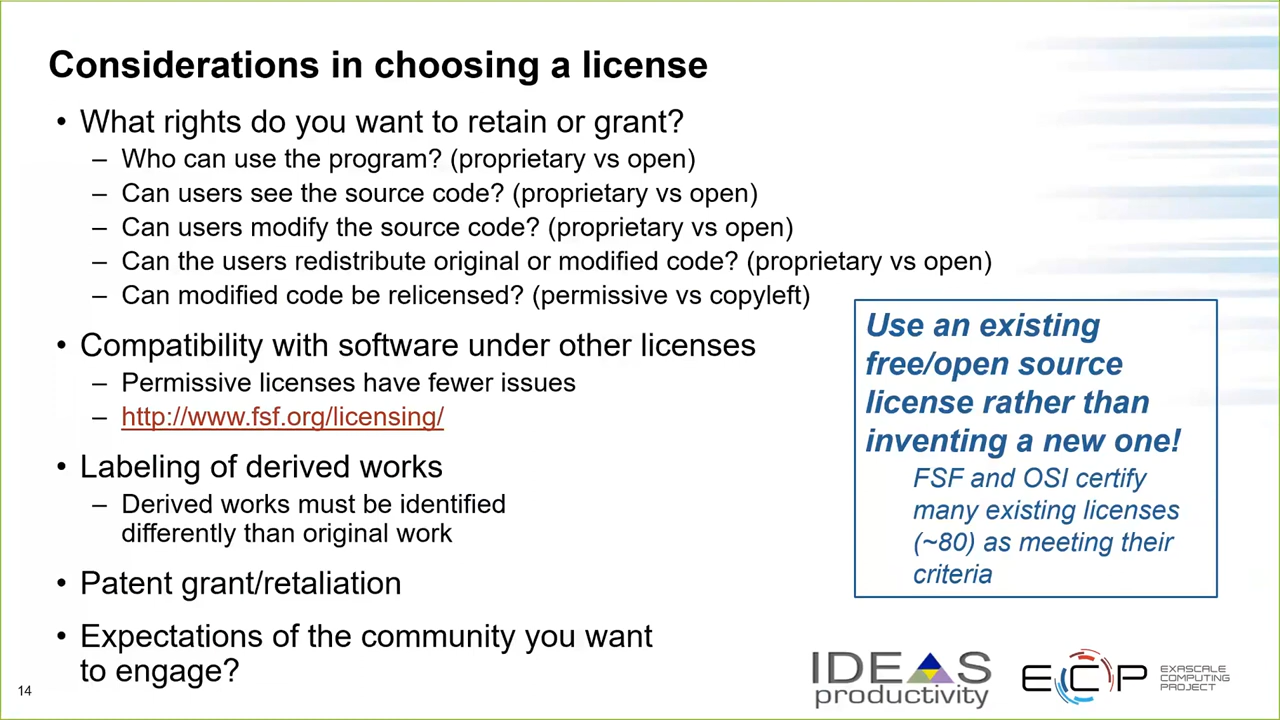 Considerations in choosing a license
• What rights do you want to retain or grant?
– Who can use the program? (proprietary vs open)
– Can users see the source code? (proprietary vs open)
– Can users modify the source code? (proprietary vs open)
– Can the users redistribute original or modified code? (proprietary vs open)
– Can modified code be relicensed? (permissive vs copyleft)
• Compatibility with software under other licenses
– Permissive licenses have fewer issues
– http://www.fsf.org/licensing/
• Labeling of derived works
– Derived works must be identified
differently than original work
• Patent grant/retaliation
• Expectations of the community you want
to engage?
Use an existing
free/open source
license rather than
inventing a new one!
FSF and OSI certify
many existing licenses
(~80) as meeting their
criteria
14
IDEAS
productivity
ECP
EXASCALE
COMPUTING
PROJECT